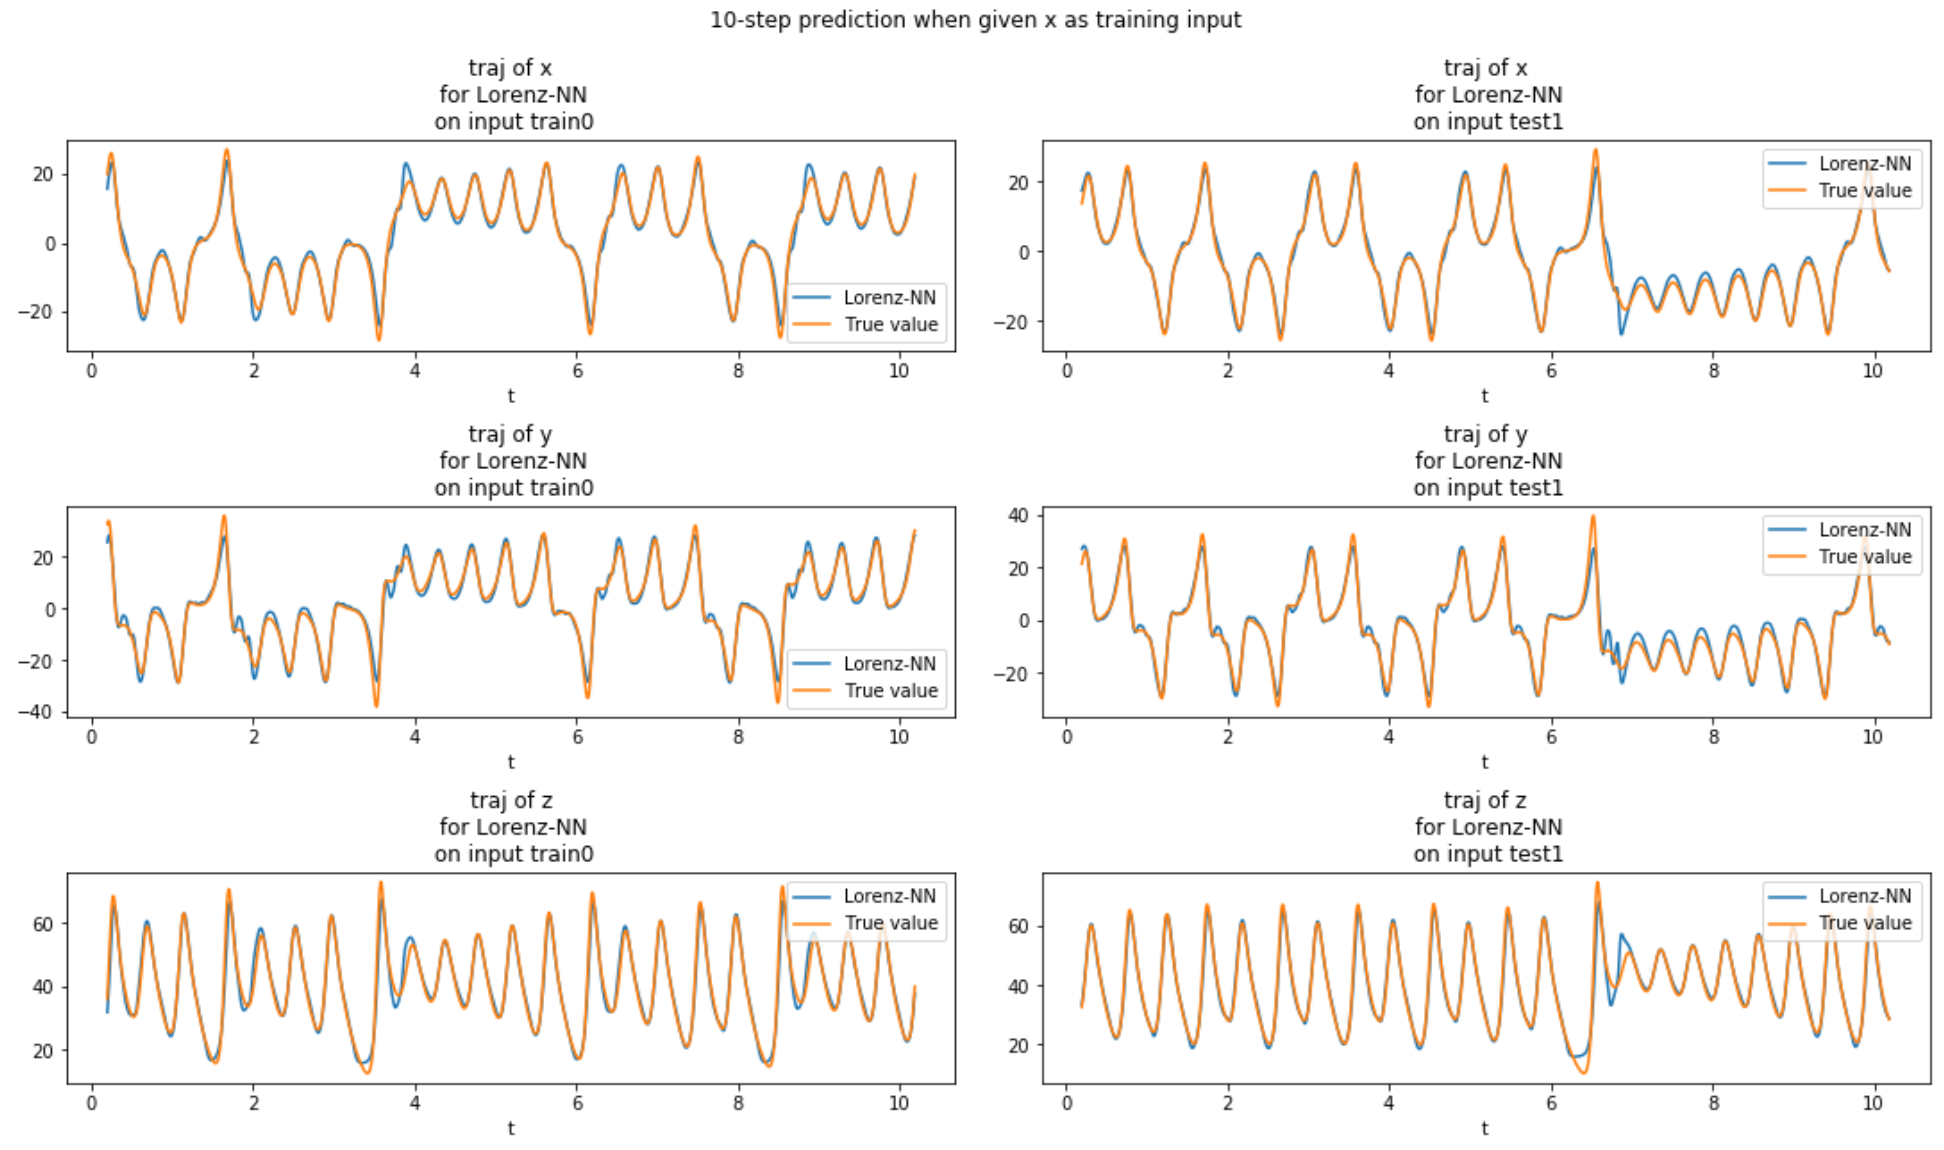 10-step prediction when given x as training input
traj of x
for Lorenz-NN
on input train0
20
0
−20
Lorenz-NN
True value
0 2 4 6 8 10
t
traj of x
for Lorenz-NN
on input test1
20
0
−20
Lorenz-NN
True value
0 2 4 6 8 10
t
traj of y
for Lorenz-NN
on input train0
20
0
−20
−40
Lorenz-NN
True value
0 2 4 6 8 10
t
traj of y
for Lorenz-NN
on input test1
40
20
0
−20
Lorenz-NN
True value
0 2 4 6 8 10
t
traj of z
for Lorenz-NN
on input train0
60
40
20
Lorenz-NN
True value
0 2 4 6 8 10
t
traj of z
for Lorenz-NN
on input test1
60
40
20
Lorenz-NN
True value
0 2 4 6 8 10
t